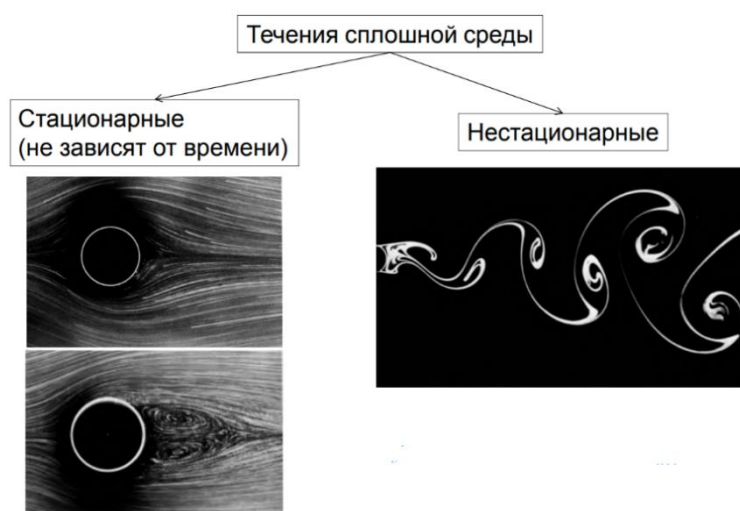 Течения сплошной среды
Стационарные
(не зависят от времени)
Нестационарные